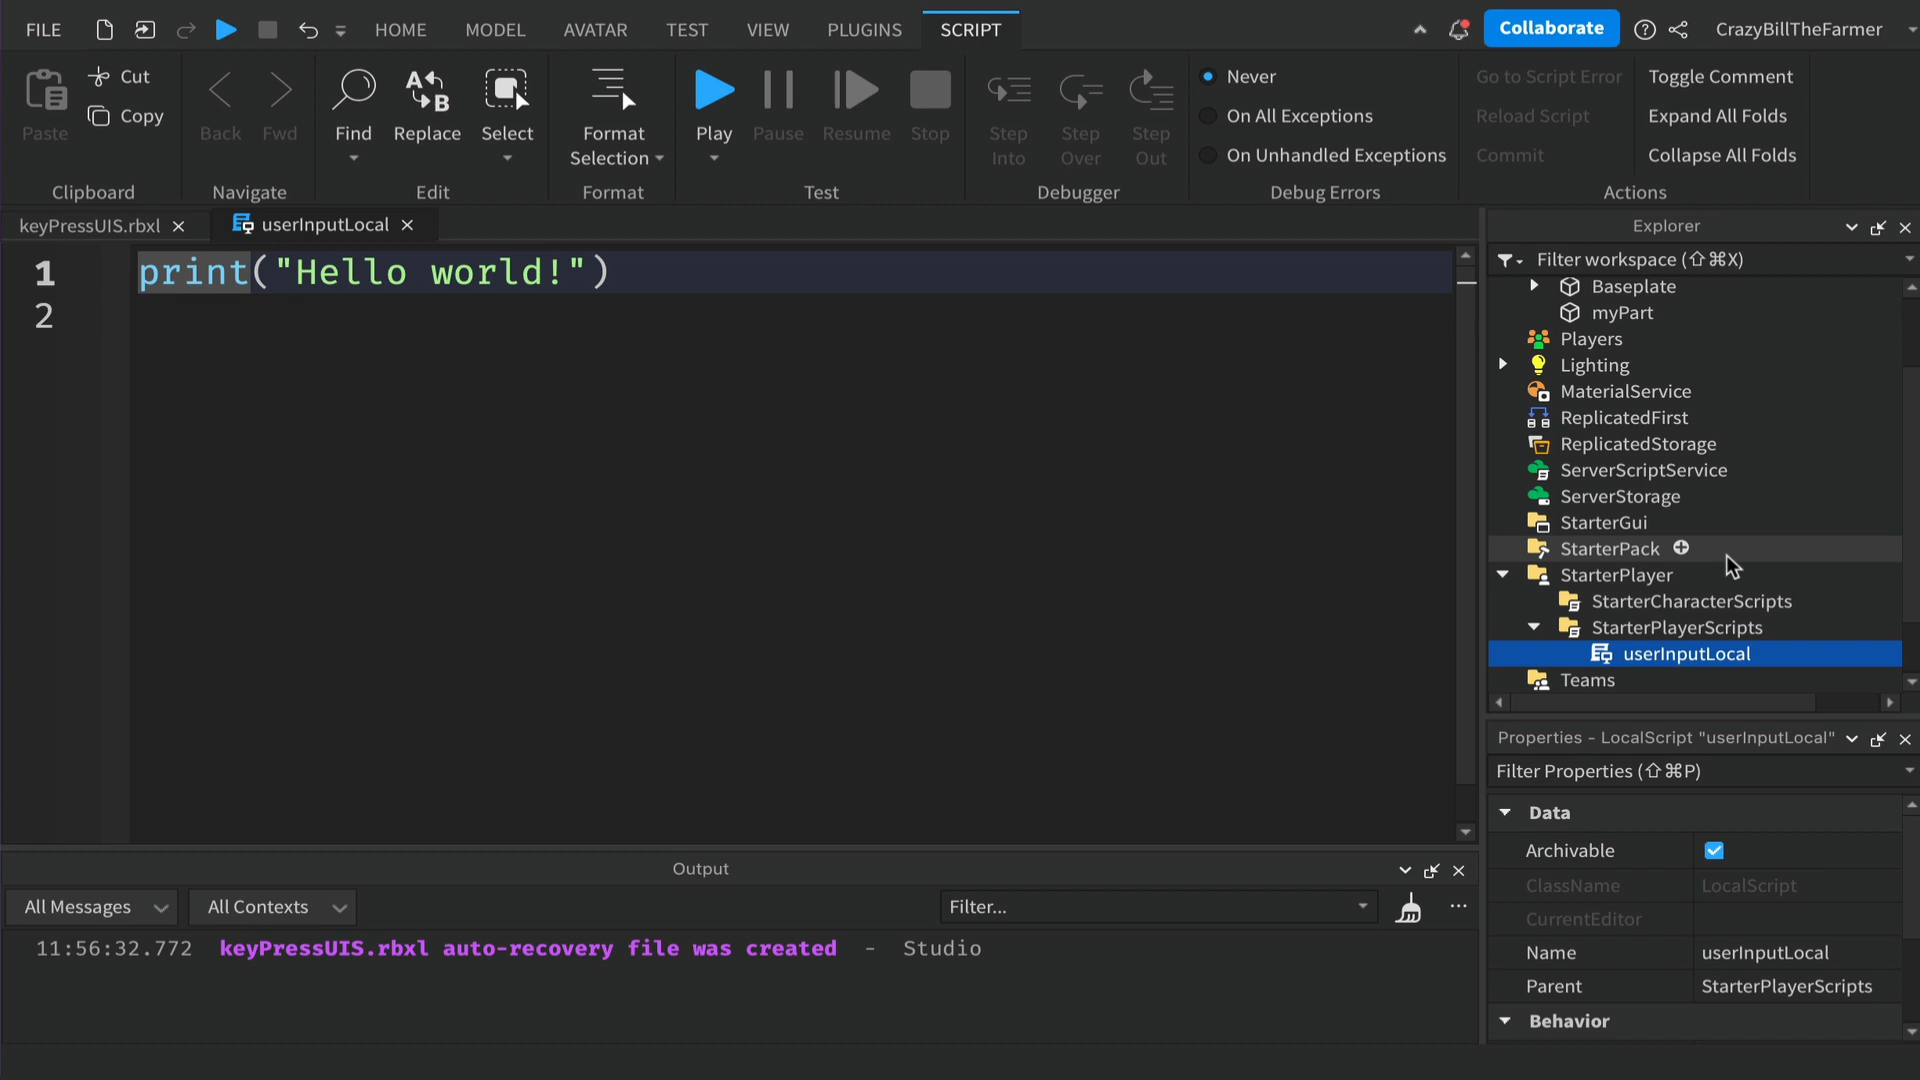 FILE
HOME
MODEL
AVATAR
TEST
VIEW
PLUGINS
SCRIPT
Collaborate
CrazyBillTheFarmer
Paste
Cut
Copy
Clipboard
Back
Fwd
Navigate
Find
Replace
Select
Edit
Format
Selection
Format
Play
Pause
Resume
Stop
Test
Step
Into
Step
Over
Step
Out
Debugger
Never
On All Exceptions
On Unhandled Exceptions
Debug Errors
Go to Script Error
Reload Script
Commit
Toggle Comment
Expand All Folds
Collapse All Folds
Actions
keyPressUIS.rbxl
userInputLocal
1 print("Hello world!")
2
Explorer
Filter workspace (⇧⌘X)
Baseplate
myPart
Players
Lighting
MaterialService
ReplicatedFirst
ReplicatedStorage
ServerScriptService
ServerStorage
StarterGui
StarterPack
StarterPlayer
StarterCharacterScripts
StarterPlayerScripts
userInputLocal
Teams
Properties - LocalScript "userInputLocal"
Filter Properties (⇧⌘P)
Data
Archivable
ClassName LocalScript
CurrentEditor
Name userInputLocal
Parent StarterPlayerScripts
Behavior
Output
All Messages
All Contexts
Filter...
11:56:32.772 keyPressUIS.rbxl auto-recovery file was created - Studio